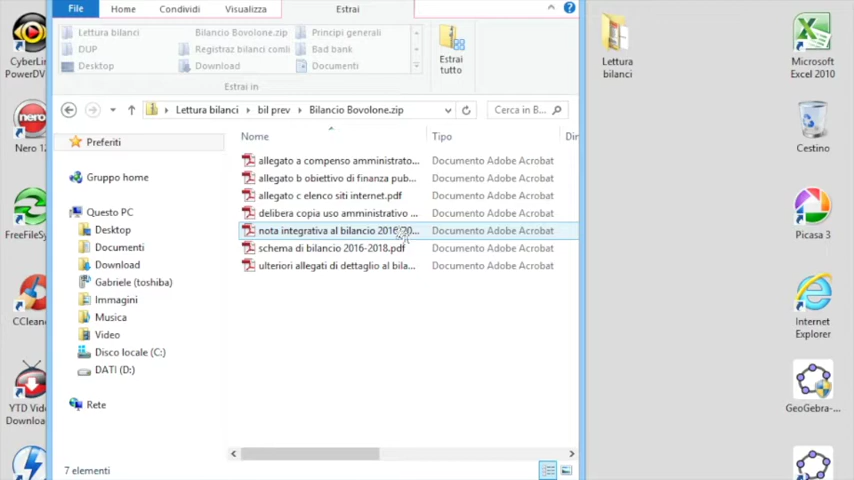 File Home Condividi Visualizza Estrai
Lettura bilanci Bilancio Bovolone.zip Principi generali
DUP Registraz bilanci comli Bad bank
Desktop Download Documenti
Estrai tutto
Estrai in
Lettura bilanci bil prev Bilancio Bovolone.zip Cerca in B...
Preferiti
Gruppo home
Questo PC
Desktop
Documenti
Download
Gabriele (toshiba)
Immagini
Musica
Video
Disco locale (C:)
DATI (D:)
Rete
Nome Tipo
allegato a compenso amministrato... Documento Adobe Acrobat
allegato b obiettivo di finanza pub... Documento Adobe Acrobat
allegato c elenco siti internet.pdf Documento Adobe Acrobat
delibera copia uso amministrativo ... Documento Adobe Acrobat
nota integrativa al bilancio Documento Adobe Acrobat
schema di bilancio 2016-2018.pdf Documento Adobe Acrobat
ulteriori allegati di dettaglio al bila... Documento Adobe Acrobat
7 elementi
Lettura
bilanci
Microsoft
Excel 2010
Cestino
Picasa 3
Internet
Explorer
GeoGebra-...
PowerDV
nero
Nero 12
FreeFileSy
CCleane
YTD Vide
Downloa